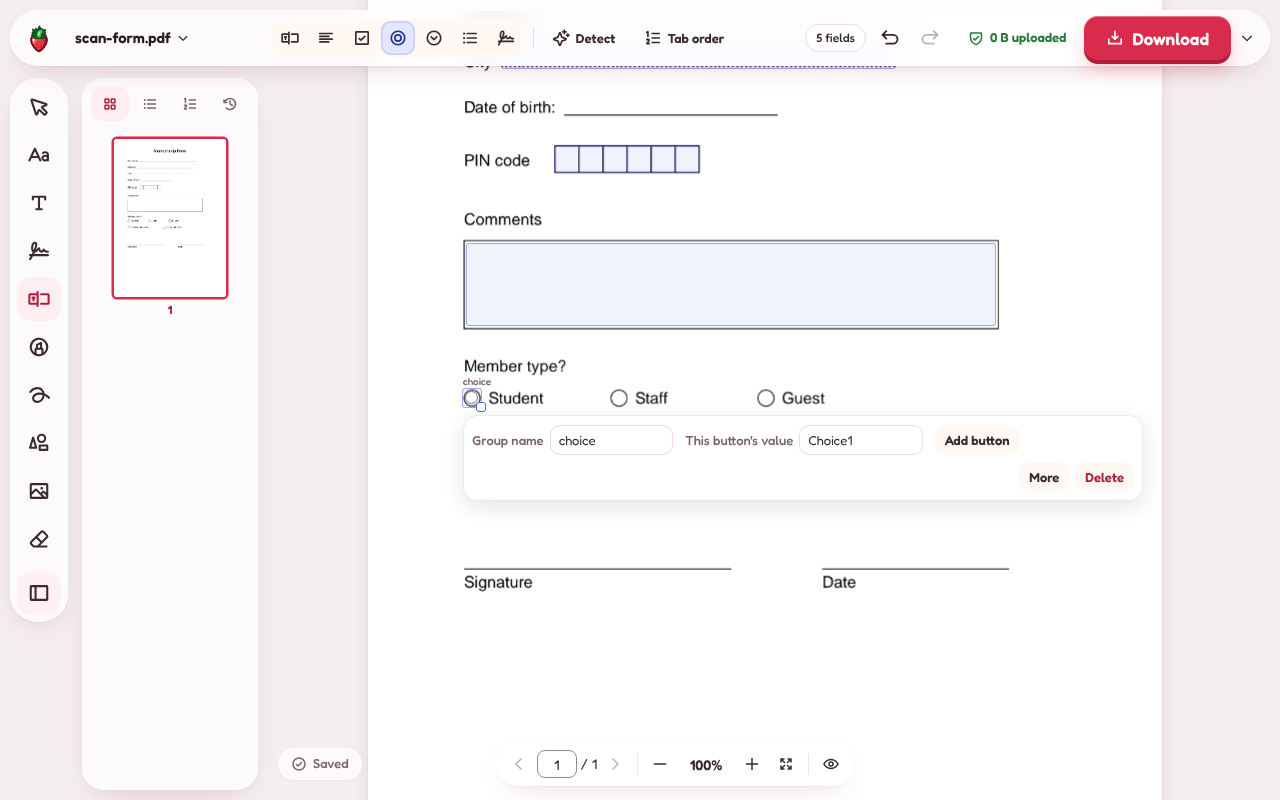 scan-form.pdf
Detect
Tab order
5 fields
0 B uploaded
Download
Aa
T
1
City
Date of birth:
PIN code
Comments
Member type?
choice
Student
Staff
Guest
Group name
choice
This button's value
Choice1
Add button
More
Delete
Signature
Date
Saved
1
/ 1
100%